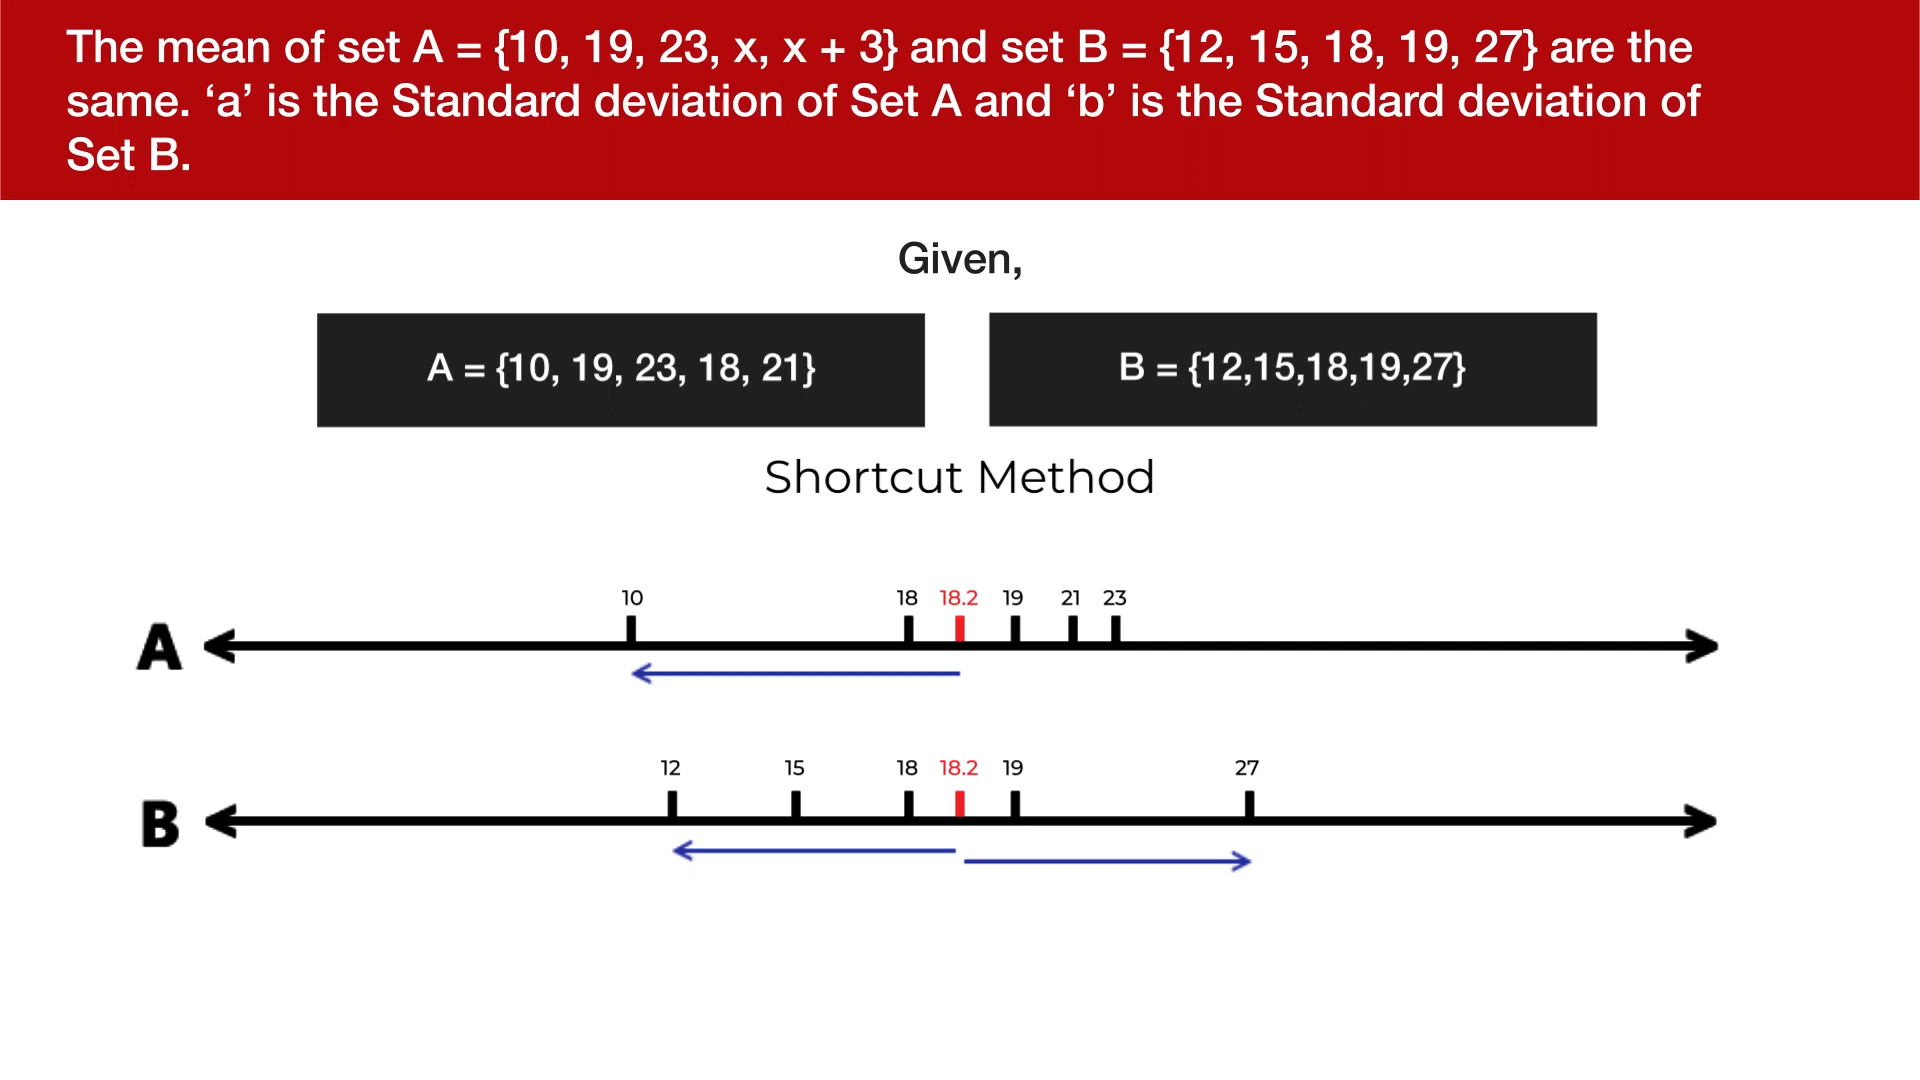 The mean of set A = {10, 19, 23, x, x + 3} and set B = {12, 15, 18, 19, 27} are the
same. ‘a’ is the Standard deviation of Set A and ‘b’ is the Standard deviation of
Set B.
Given,
A = {10, 19, 23, 18, 21}
B = {12,15,18,19,27}
Shortcut Method
10 18 18.2 19 21 23
A
12 15 18 18.2 19 27
B